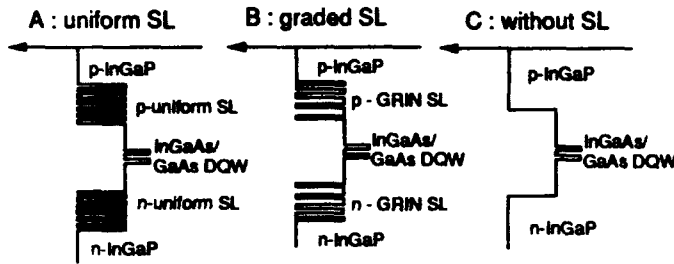 A : uniform SL
p-InGaP
p-uniform SL
InGaAs/
GaAs DQW
n-uniform SL
n-InGaP
B : graded SL
p-InGaP
p - GRIN SL
InGaAs/
GaAs DQW
n - GRIN SL
n-InGaP
C : without SL
p-InGaP
InGaAs/
GaAs DQW
n-InGaP